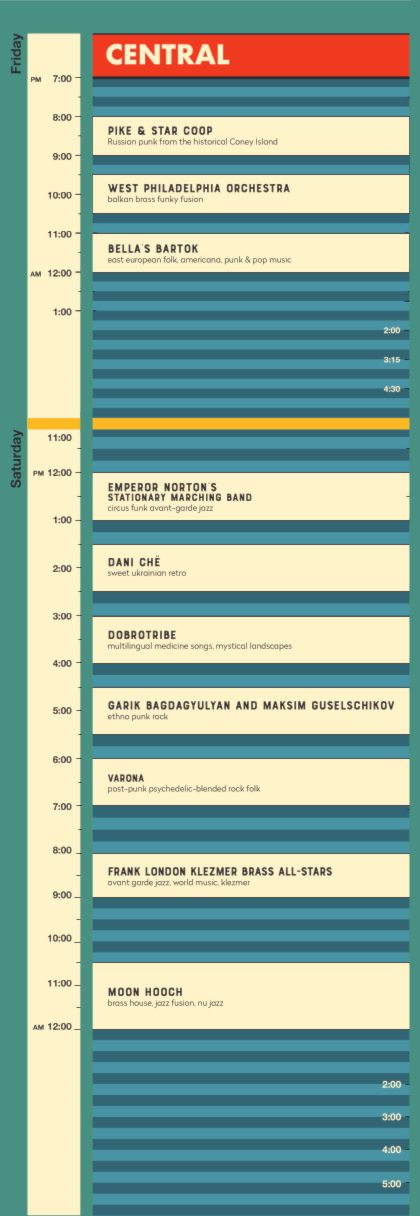 Friday
CENTRAL
PM 7:00
8:00
PIKE & STAR COOP
Russian punk from the historical Coney Island
9:00
WEST PHILADELPHIA ORCHESTRA
10:00
balkan brass funky fusion
11:00
BELLA'S BARTOK
east european folk, americana, punk & pop music
AM 12:00
1:00
2:00
3:15
4:30
Saturday
11:00
PM 12:00
EMPEROR NORTON'S
STATIONARY MARCHING BAND
circus funk avant-garde jazz
1:00
DANI CHË
2:00
sweet ukrainian retro
3:00
DOBROTRIBE
multilingual medicine songs, mystical landscapes
4:00
GARIK BAGDAGYULYAN AND MAKSIM GUSELSCHIKOV
5:00
ethno punk rock
6:00
VARONA
post-punk psychedelic-blended rock folk
7:00
8:00
FRANK LONDON KLEZMER BRASS ALL-STARS
avant garde jazz, world music, klezmer
9:00
10:00
11:00
MOON HOOCH
brass house, jazz fusion, nu jazz
AM 12:00
2:00
3:00
4:00
5:00